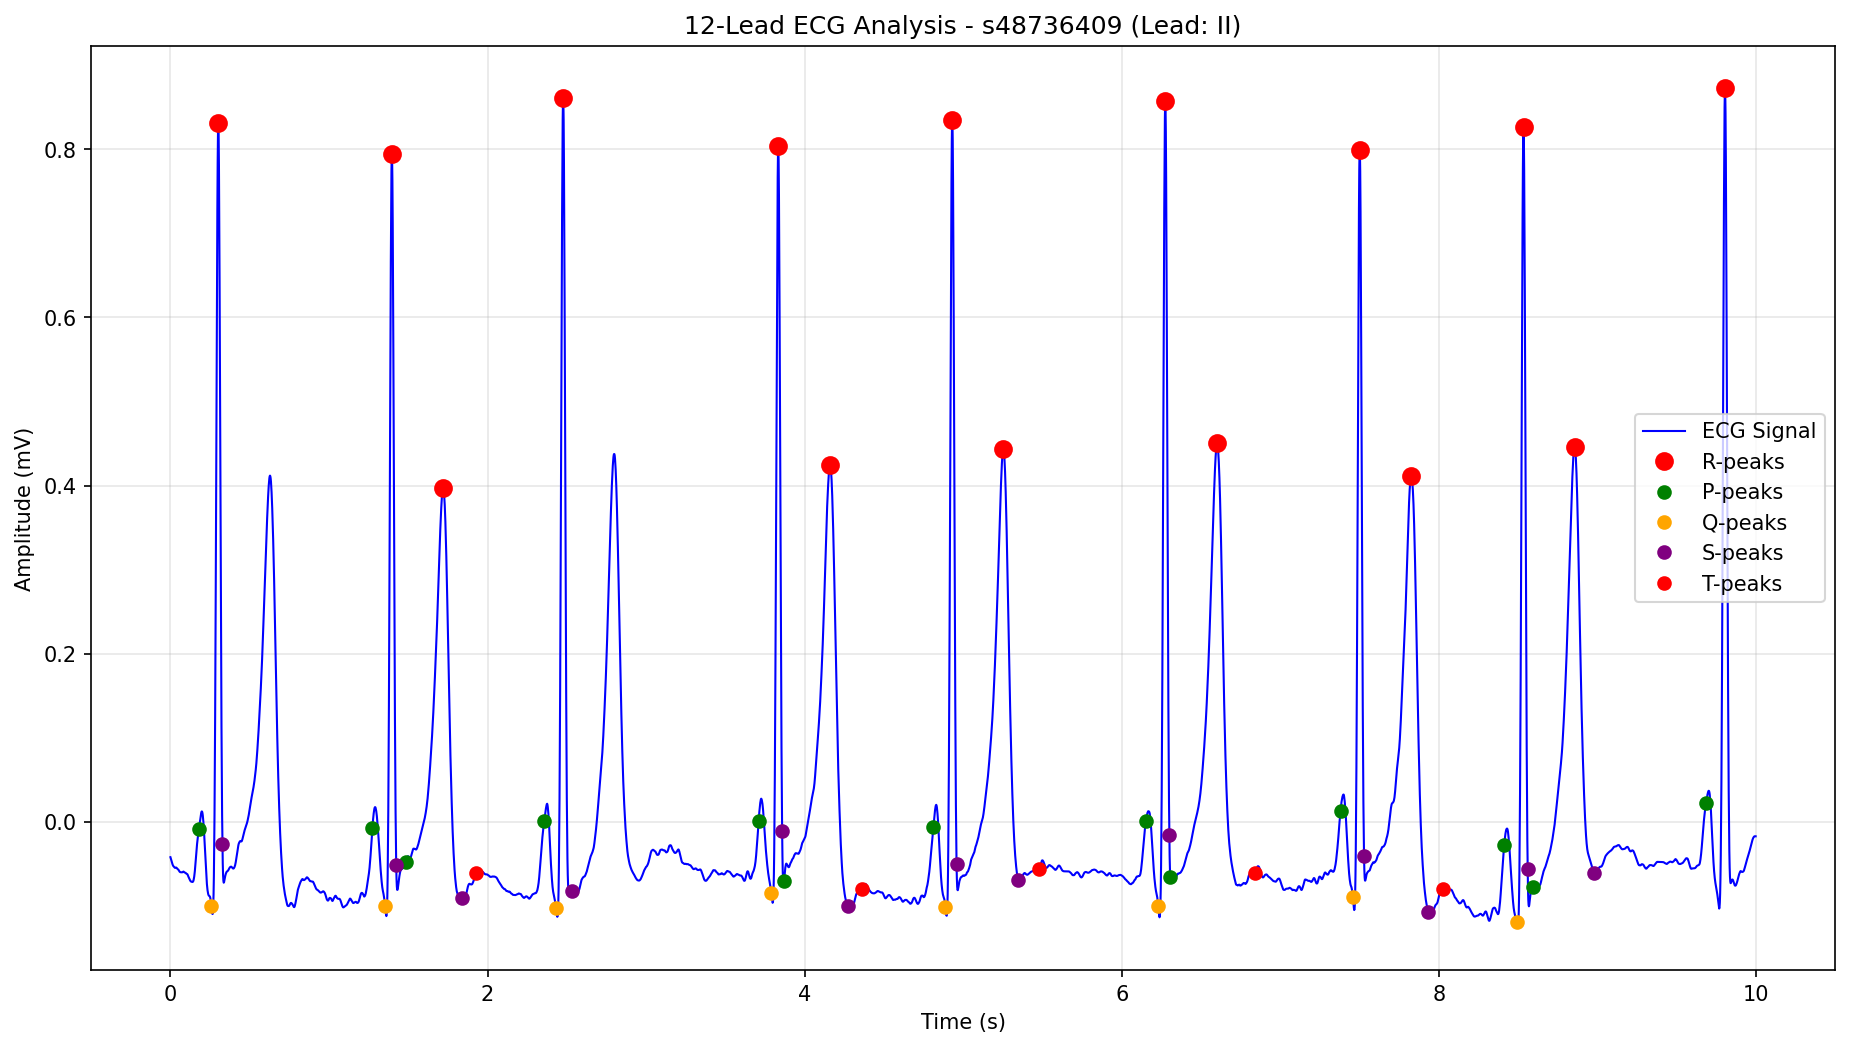 12-Lead ECG Analysis - s48736409 (Lead: II)
Amplitude (mV)
0.8
0.6
0.4
0.2
0.0
ECG Signal
R-peaks
P-peaks
Q-peaks
S-peaks
T-peaks
0 2 4 6 8 10
Time (s)